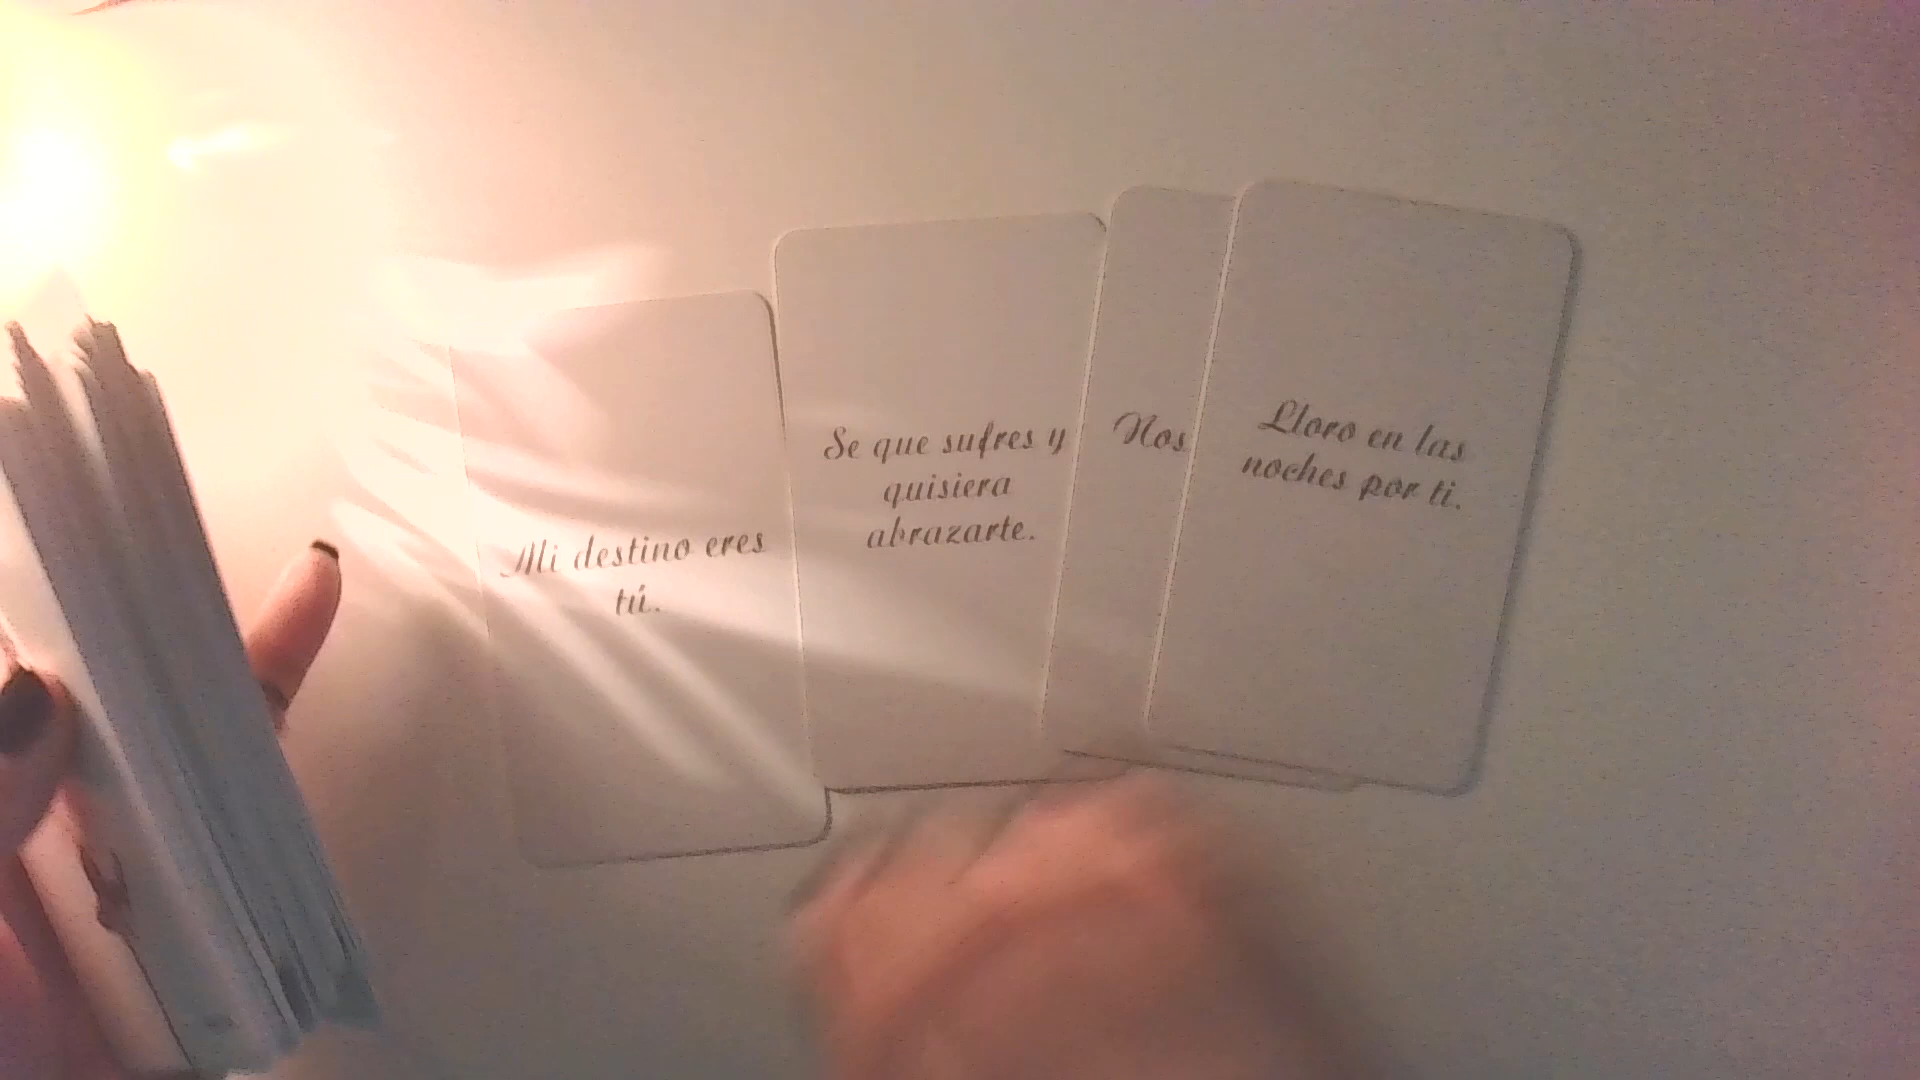 Mi destino eres
tú.
Se que sufres y
quisiera
abrazarte.
Nos
Lloro en las
noches por ti.